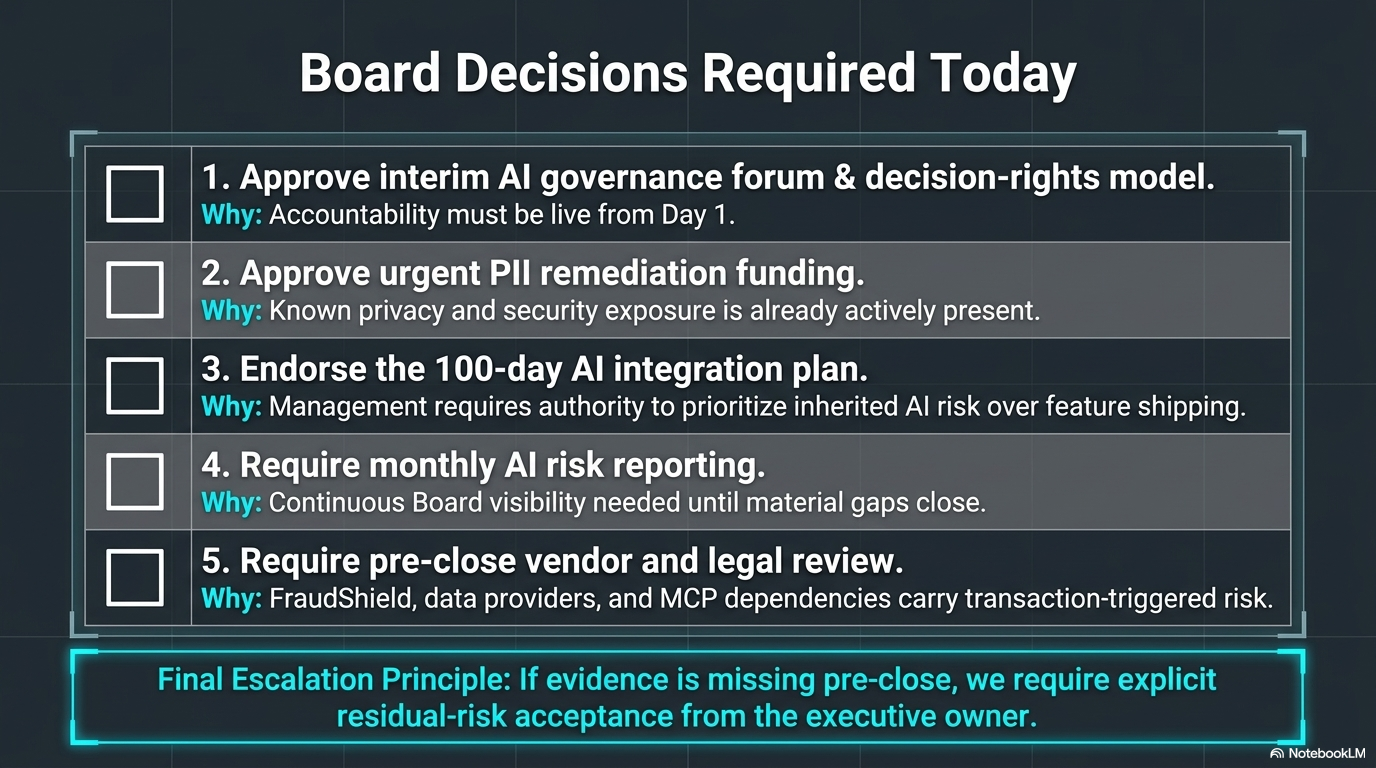 Board Decisions Required Today
1. Approve interim AI governance forum & decision-rights model.
Why: Accountability must be live from Day 1.
2. Approve urgent PII remediation funding.
Why: Known privacy and security exposure is already actively present.
3. Endorse the 100-day AI integration plan.
Why: Management requires authority to prioritize inherited AI risk over feature shipping.
4. Require monthly AI risk reporting.
Why: Continuous Board visibility needed until material gaps close.
5. Require pre-close vendor and legal review.
Why: FraudShield, data providers, and MCP dependencies carry transaction-triggered risk.
Final Escalation Principle: If evidence is missing pre-close, we require explicit
residual-risk acceptance from the executive owner.
NotebookLM